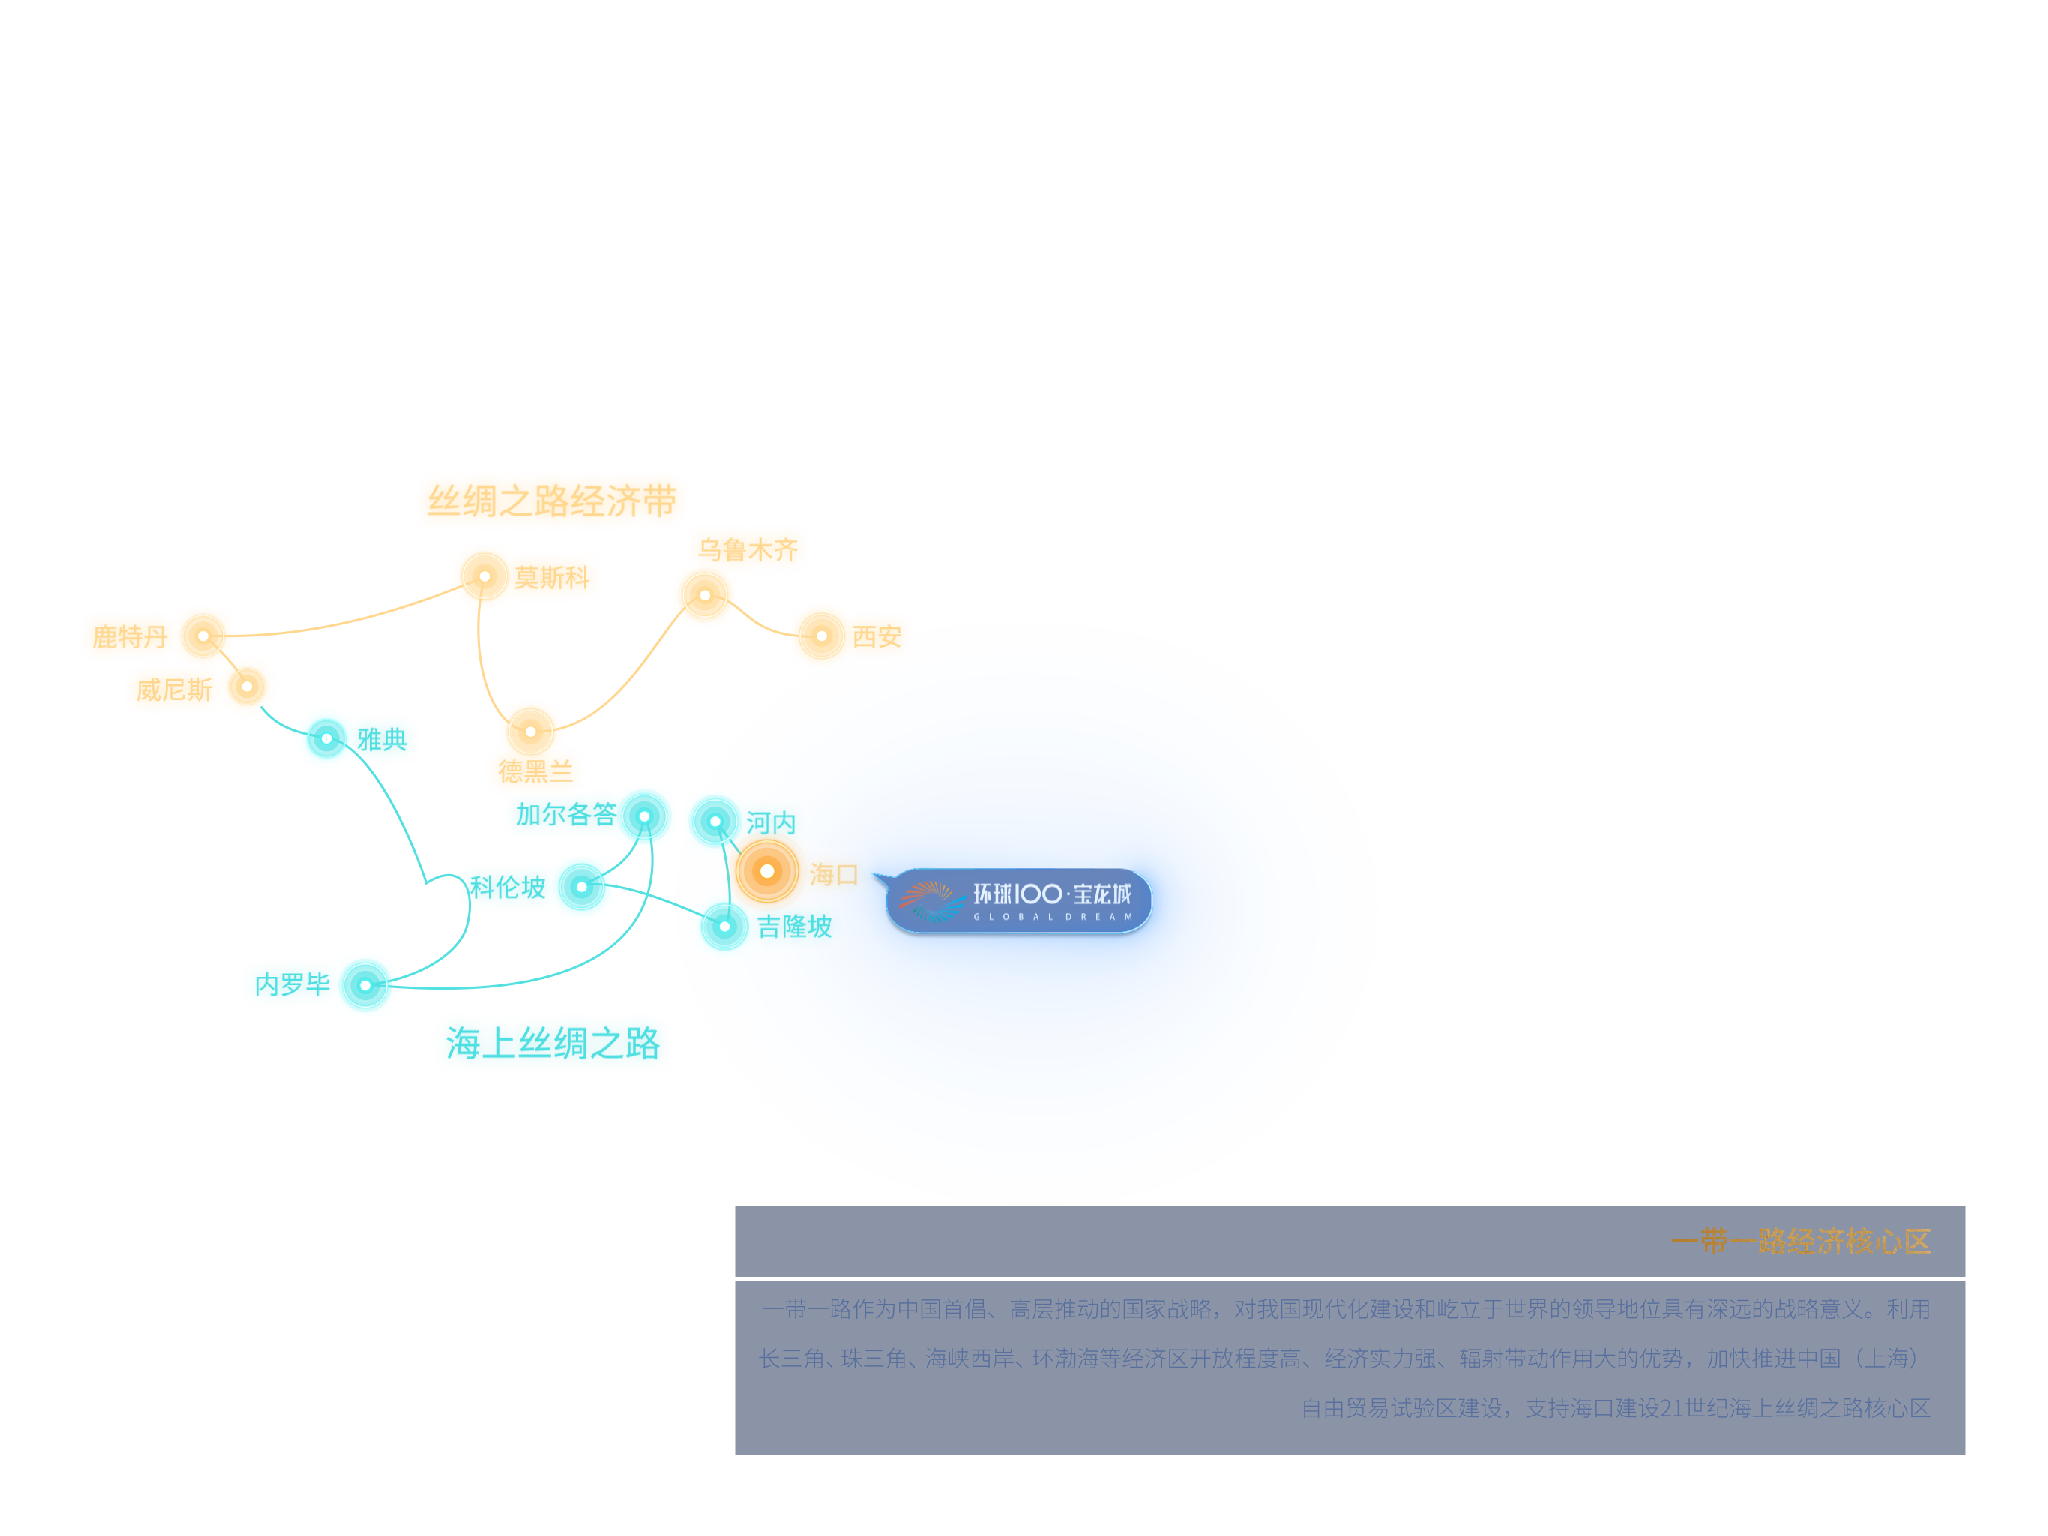 丝绸之路经济带
乌鲁木齐
莫斯科
鹿特丹
西安
威尼斯
雅典
德黑兰
加尔各答
河内
海口
科伦坡
环球100·宝龙城
GLOBAL DREAM
吉隆坡
内罗毕
海上丝绸之路
一带一路经济核心区
一带一路作为中国首倡、高层推动的国家战略，对我国现代化建设和屹立于世界的领导地位具有深远的战略意义。利用
长三角、珠三角、海峡西岸、环渤海等经济区开放程度高、经济实力强、辐射带动作用大的优势，加快推进中国（上海）
自由贸易试验区建设，支持海口建设21世纪海上丝绸之路核心区